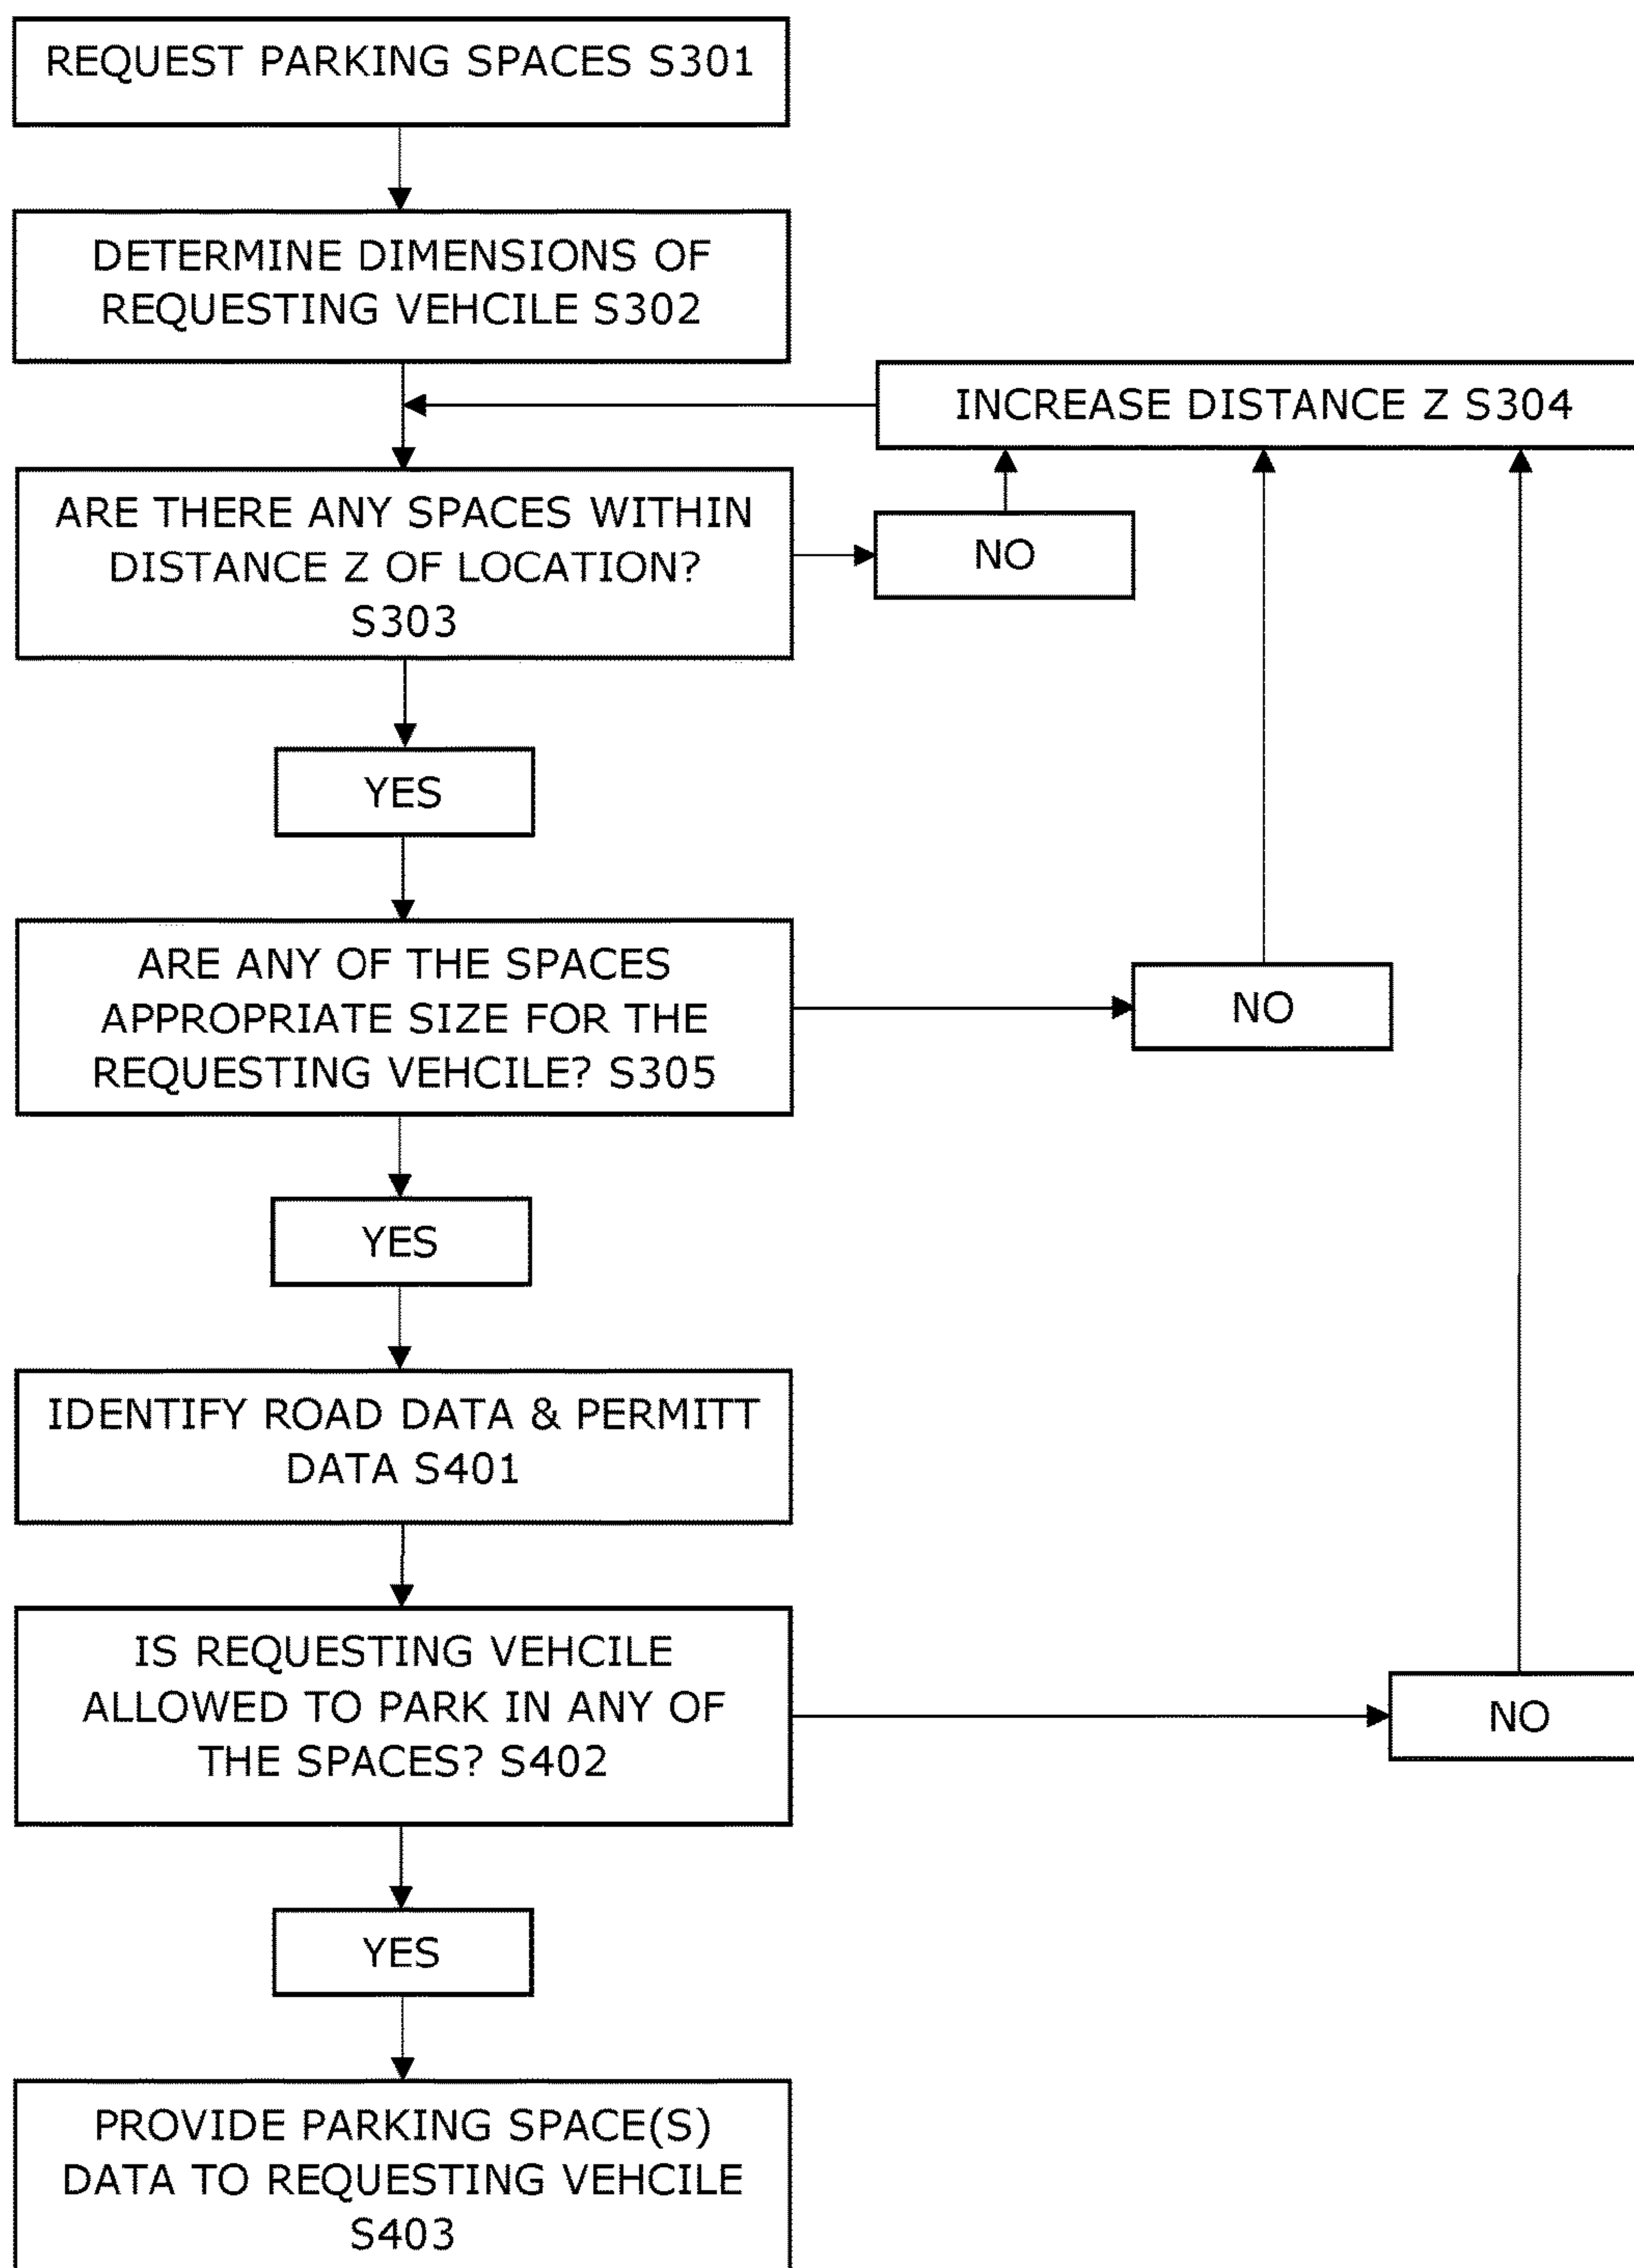 REQUEST PARKING SPACES S301
DETERMINE DIMENSIONS OF
REQUESTING VEHCILE S302
INCREASE DISTANCE Z S304
ARE THERE ANY SPACES WITHIN
DISTANCE Z OF LOCATION?
S303
NO
YES
ARE ANY OF THE SPACES
APPROPRIATE SIZE FOR THE
REQUESTING VEHCILE? S305
NO
YES
IDENTIFY ROAD DATA & PERMITT
DATA S401
IS REQUESTING VEHCILE
ALLOWED TO PARK IN ANY OF
THE SPACES? S402
NO
YES
PROVIDE PARKING SPACE(S)
DATA TO REQUESTING VEHCILE
S403